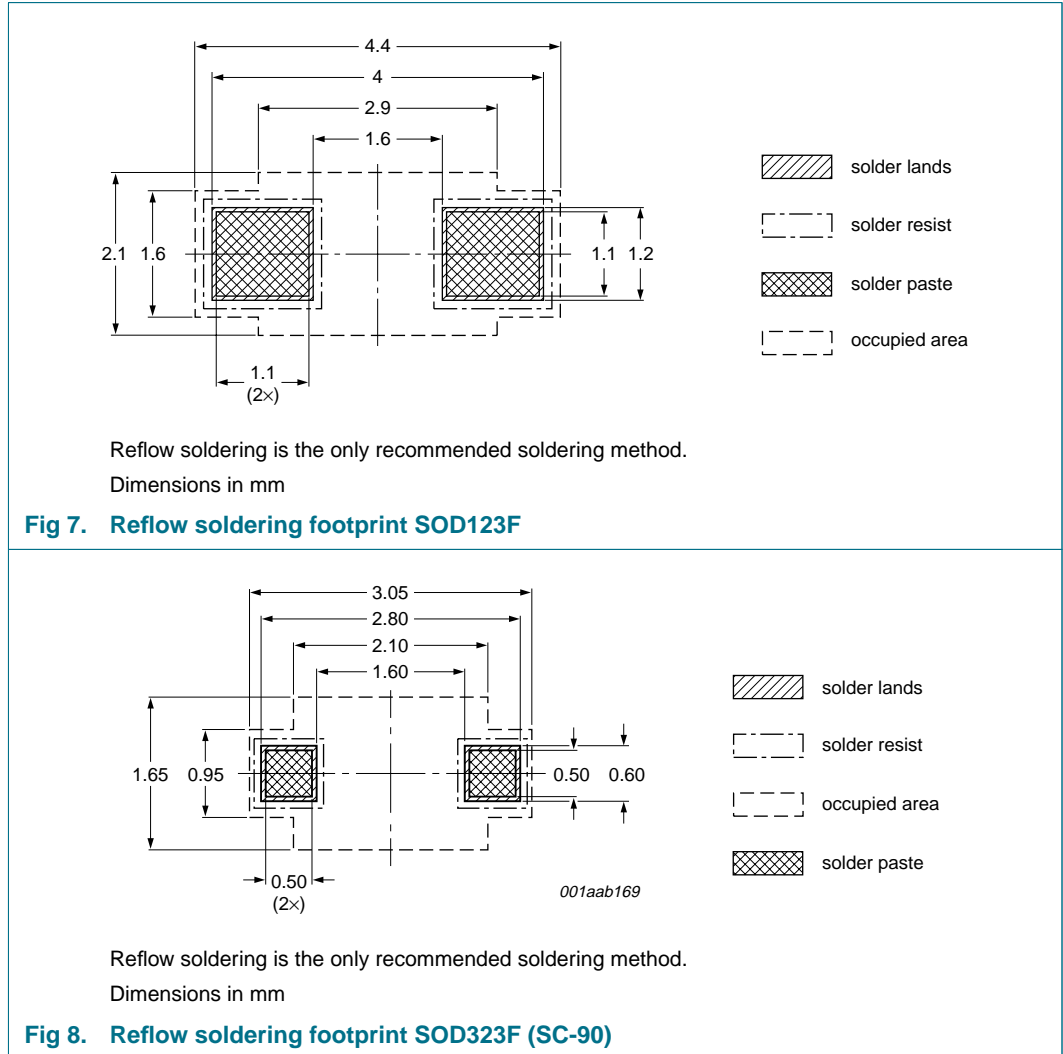 4.4
4
2.9
1.6
2.1 1.6 1.1 1.2
1.1
(2×)
solder lands
solder resist
solder paste
occupied area
Reflow soldering is the only recommended soldering method.
Dimensions in mm
Fig 7. Reflow soldering footprint SOD123F
3.05
2.80
2.10
1.60
1.65 0.95 0.50 0.60
0.50
(2×)
001aab169
solder lands
solder resist
occupied area
solder paste
Reflow soldering is the only recommended soldering method.
Dimensions in mm
Fig 8. Reflow soldering footprint SOD323F (SC-90)